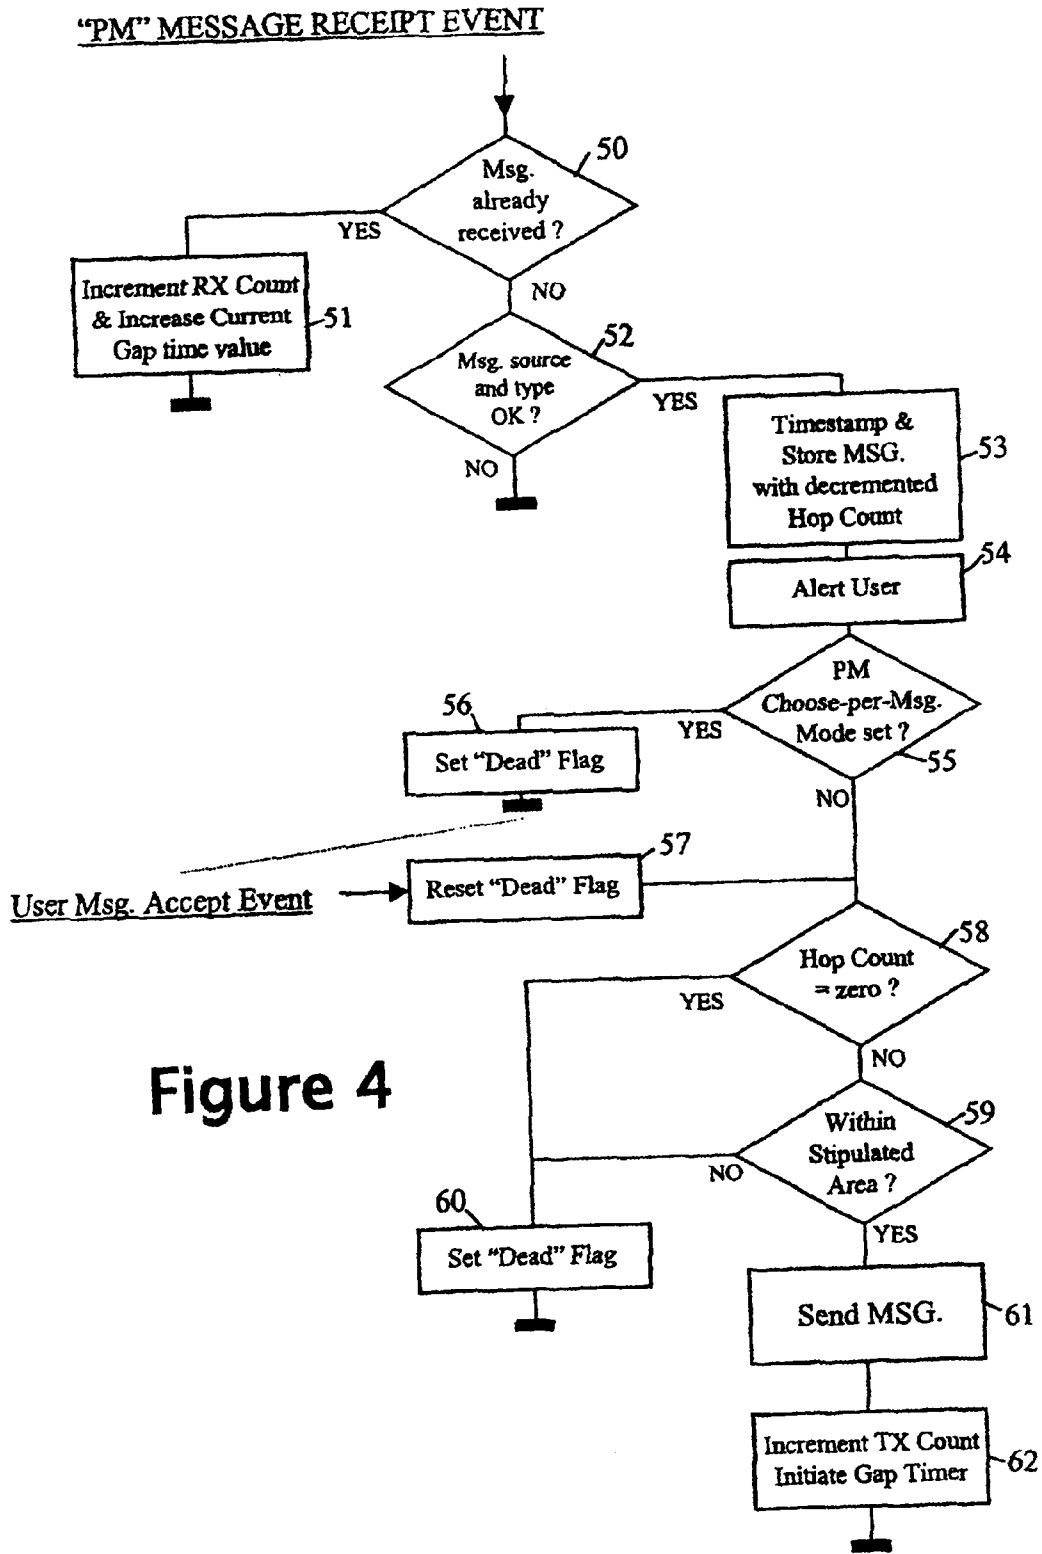 “PM” MESSAGE RECEIPT EVENT
50
Msg.
already
received ?
YES
NO
Increment RX Count
& Increase Current
Gap time value
51
52
Msg. source
and type
OK ?
YES
NO
Timestamp &
Store MSG.
with decremented
Hop Count
53
54
Alert User
PM
Choose-per-Msg.
Mode set ?
55
YES
NO
56
Set “Dead” Flag
57
User Msg. Accept Event
Reset “Dead” Flag
58
Hop Count
= zero ?
YES
NO
Figure 4
59
Within
Stipulated
Area ?
NO
YES
60
Set “Dead” Flag
Send MSG.
61
Increment TX Count
Initiate Gap Timer
62